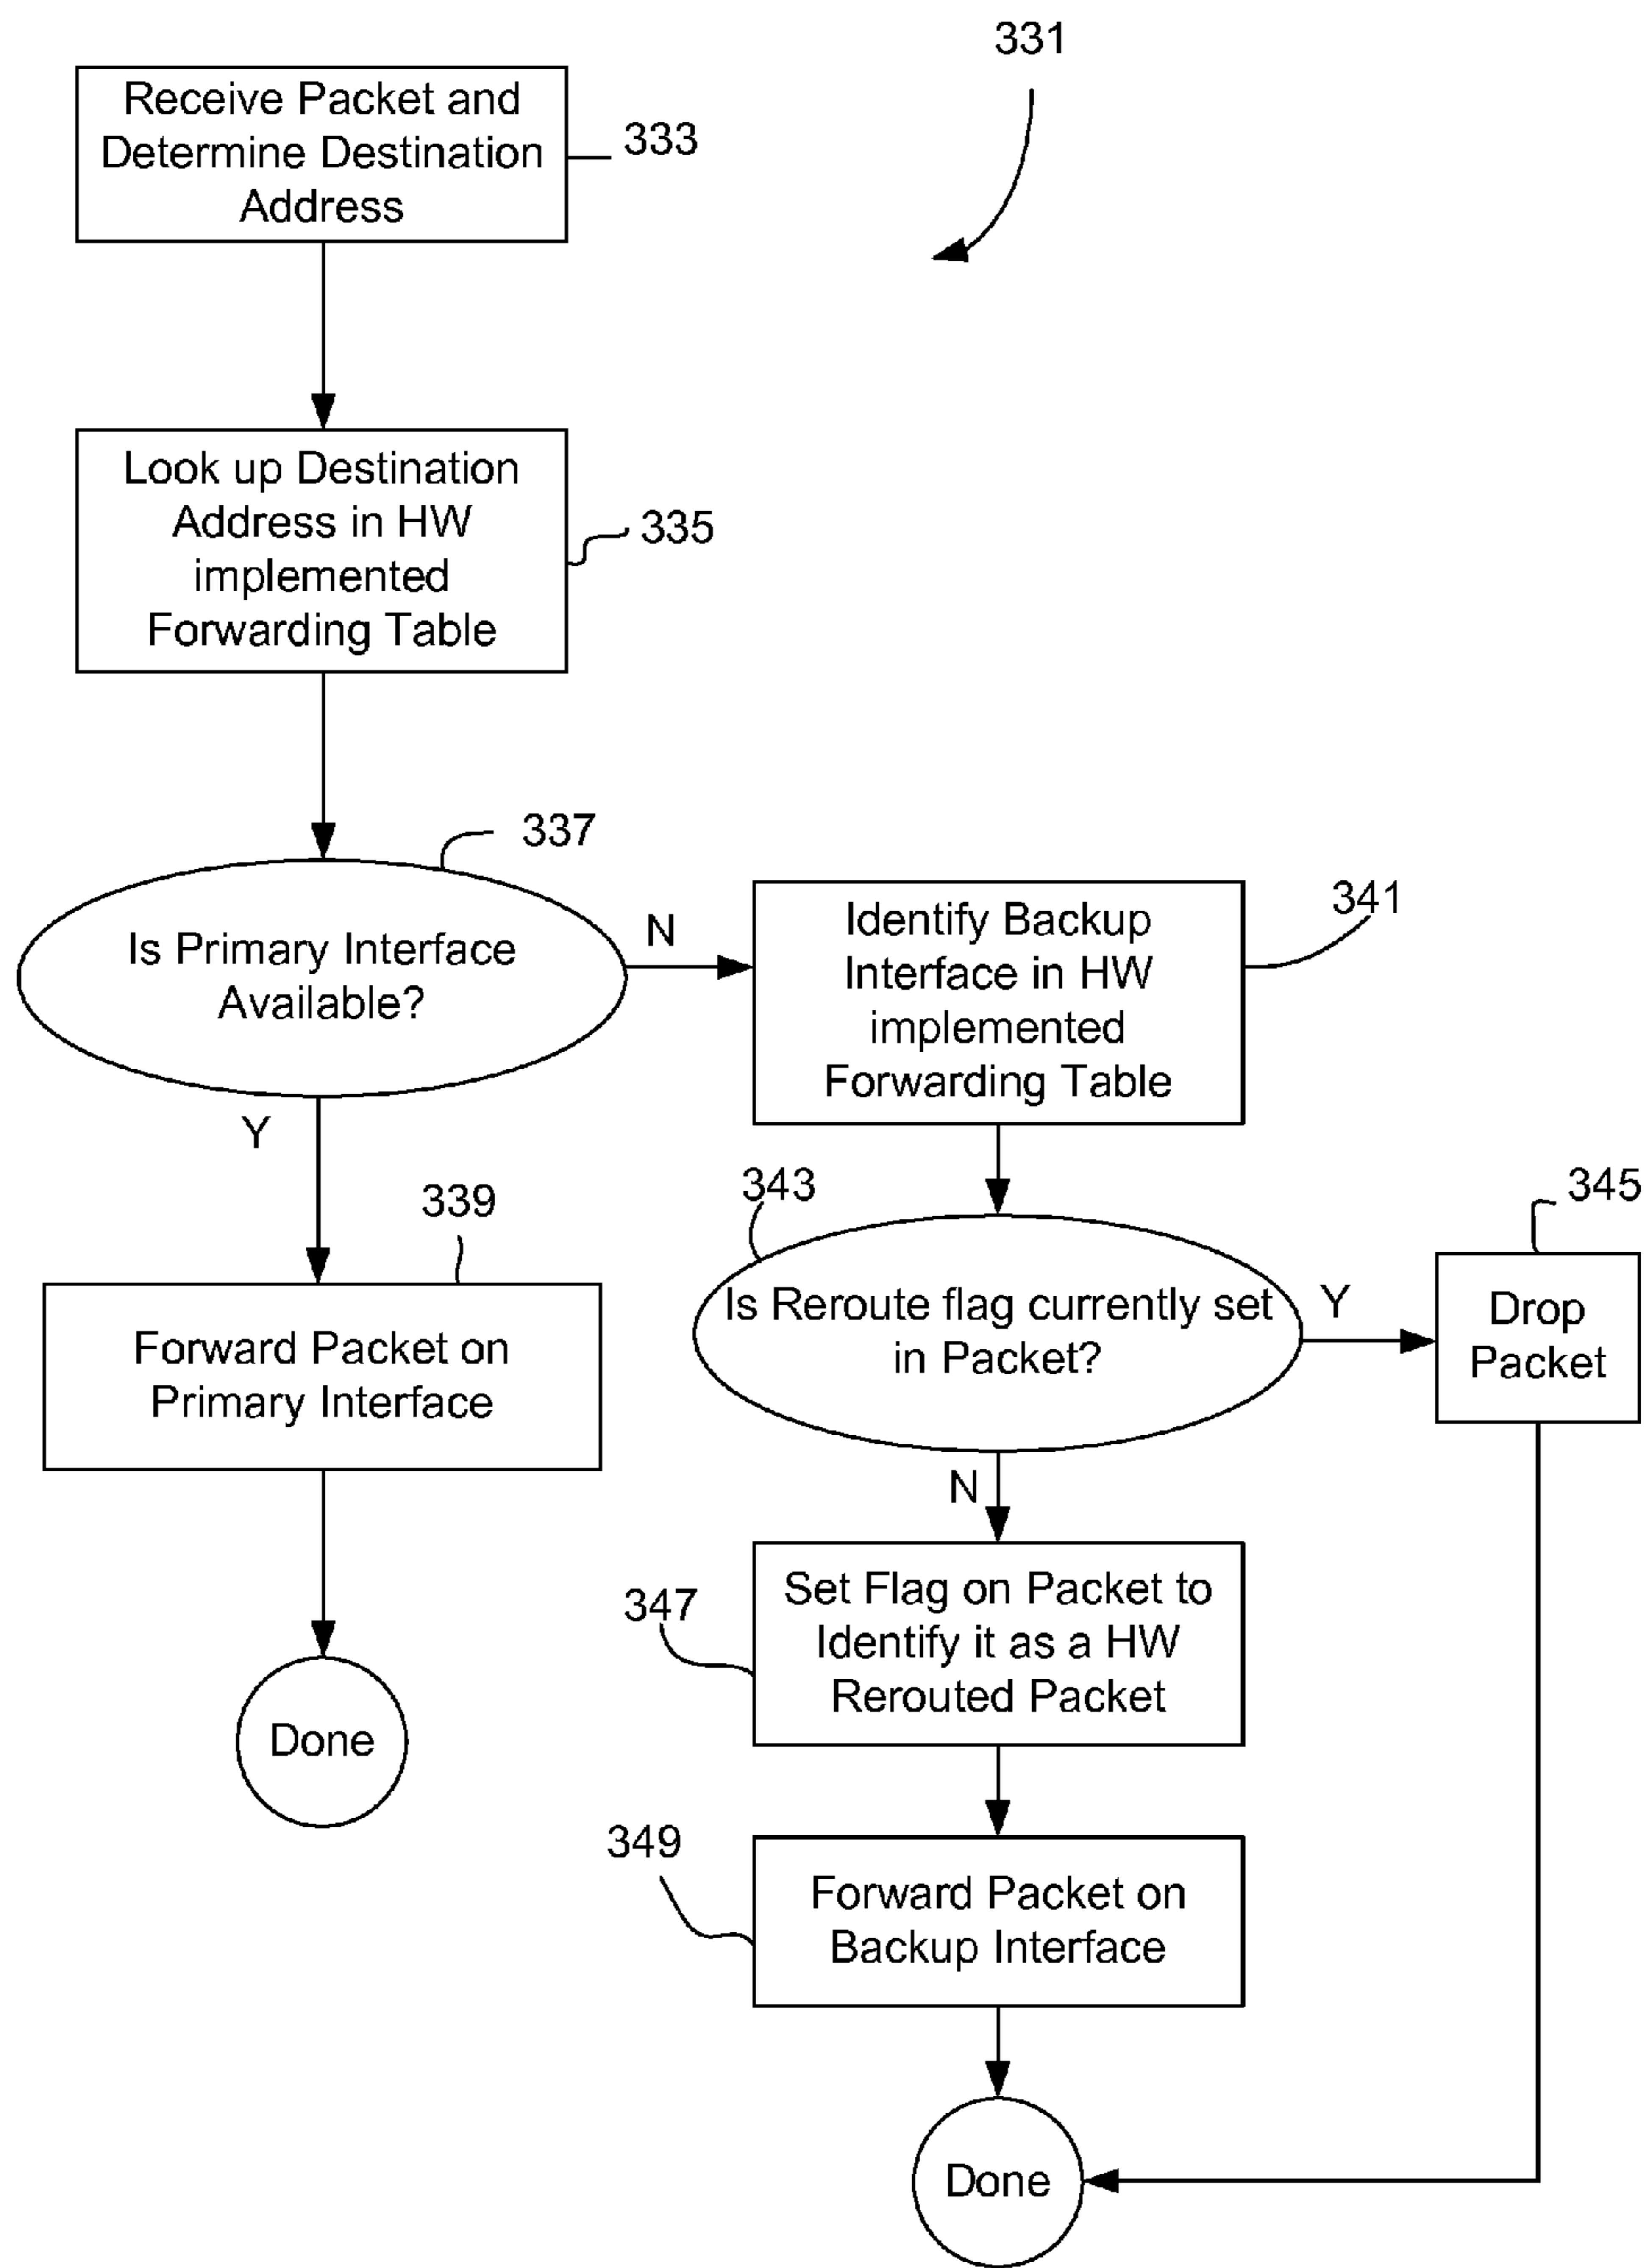 331
Receive Packet and
Determine Destination
Address
333
Look up Destination
Address in HW
implemented
Forwarding Table
335
337
Is Primary Interface
Available?
N
Y
Identify Backup
Interface in HW
implemented
Forwarding Table
341
339
Forward Packet on
Primary Interface
Done
343
Is Reroute flag currently set
in Packet?
Y
N
345
Drop
Packet
347
Set Flag on Packet to
Identify it as a HW
Rerouted Packet
349
Forward Packet on
Backup Interface
Done